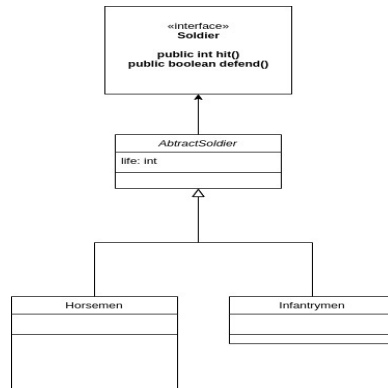 «interface»
Soldier
public int hit()
public boolean defend()
AbtractSoldier
life: int
Horsemen
Infantrymen